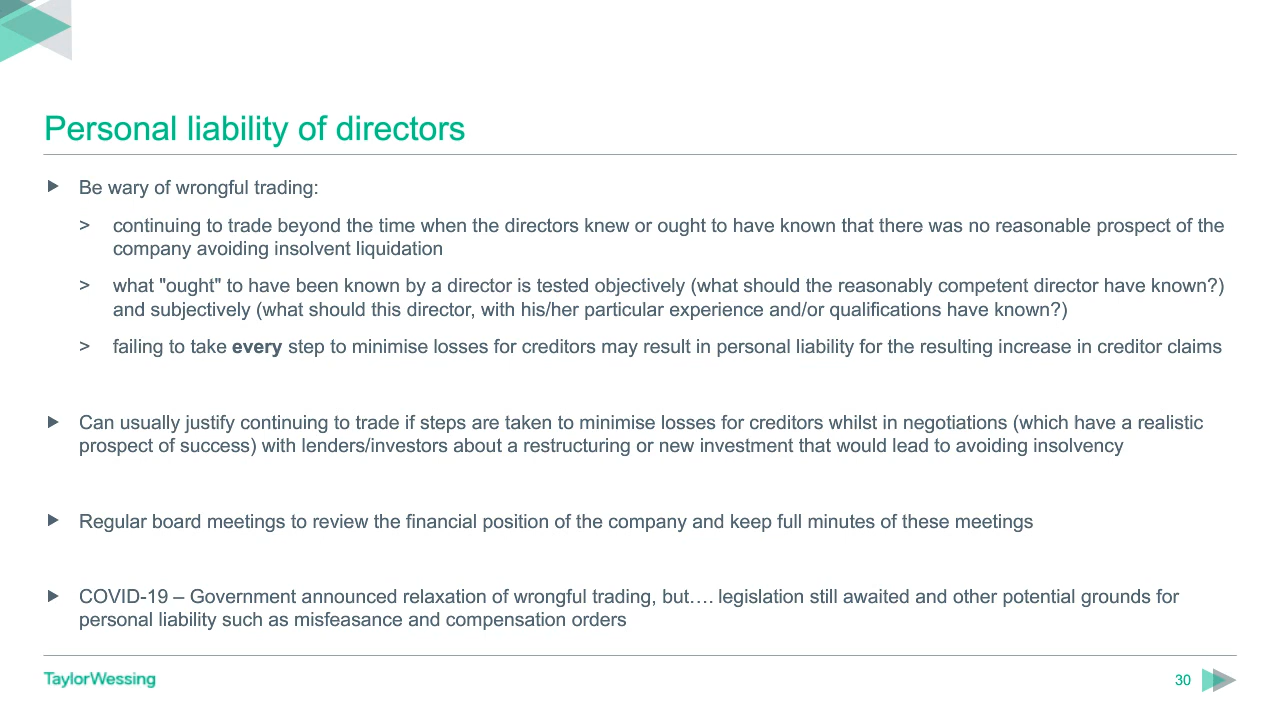 Personal liability of directors
Be wary of wrongful trading:
> continuing to trade beyond the time when the directors knew or ought to have known that there was no reasonable prospect of the
company avoiding insolvent liquidation
> what "ought" to have been known by a director is tested objectively (what should the reasonably competent director have known?)
and subjectively (what should this director, with his/her particular experience and/or qualifications have known?)
> failing to take every step to minimise losses for creditors may result in personal liability for the resulting increase in creditor claims
Can usually justify continuing to trade if steps are taken to minimise losses for creditors whilst in negotiations (which have a realistic
prospect of success) with lenders/investors about a restructuring or new investment that would lead to avoiding insolvency
Regular board meetings to review the financial position of the company and keep full minutes of these meetings
COVID-19 – Government announced relaxation of wrongful trading, but…. legislation still awaited and other potential grounds for
personal liability such as misfeasance and compensation orders
TaylorWessing
30